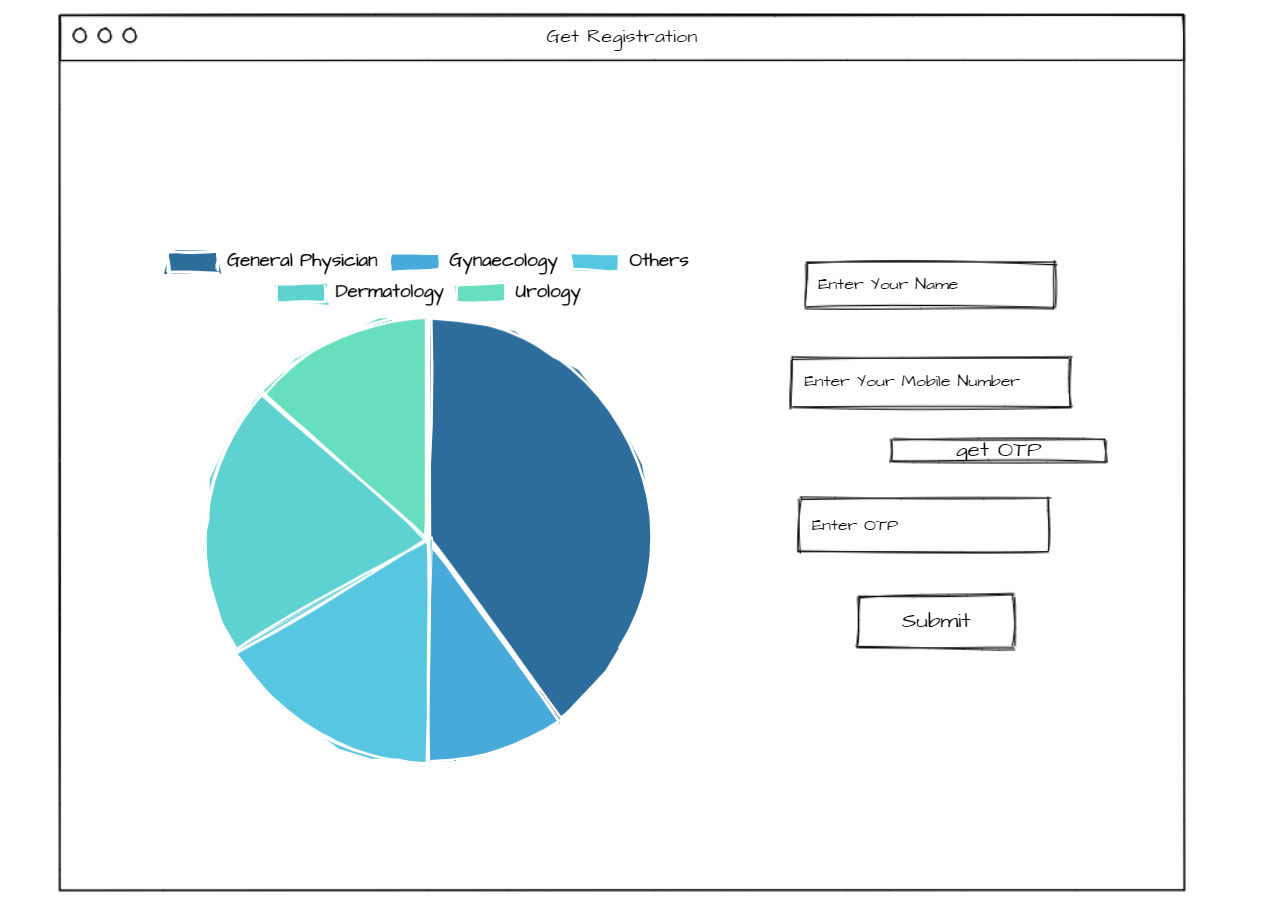 Get Registration
General Physician Gynaecology Others
Dermatology Urology
Enter Your Name
Enter Your Mobile Number
get OTP
Enter OTP
Submit